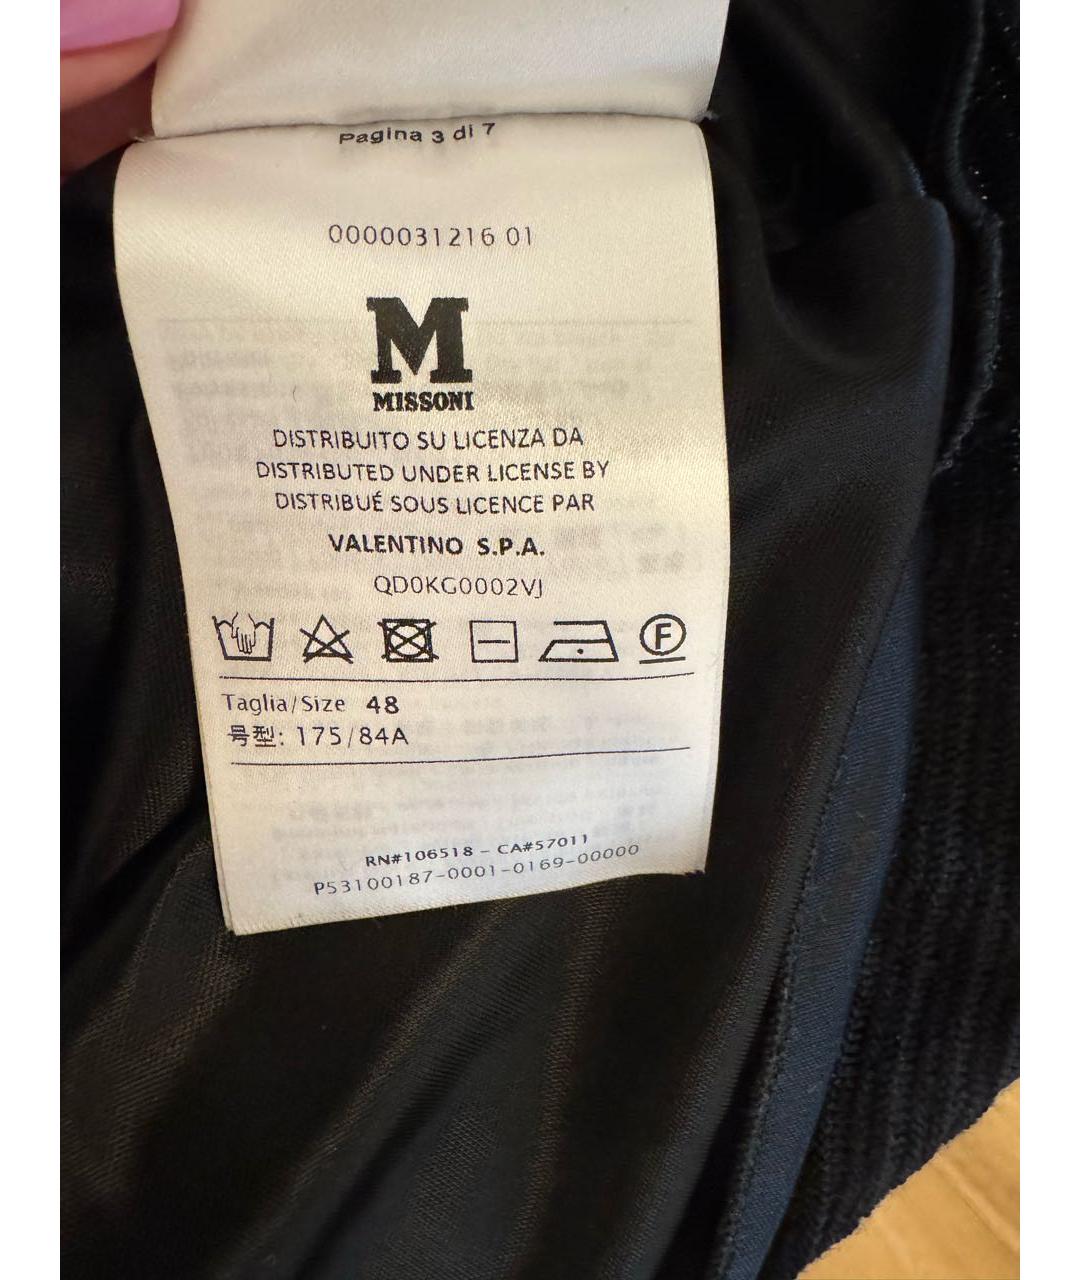 Pagina 3 di 7
0000031216 01
M
MISSONI
DISTRIBUITO SU LICENZA DA
DISTRIBUTED UNDER LICENSE BY
DISTRIBUÉ SOUS LICENCE PAR
VALENTINO S.P.A.
QD0KG0002VJ
F
Taglia/Size 48
号型: 175/84A
RN#106518 - CA#57011
P53100187-0001-0169-00000